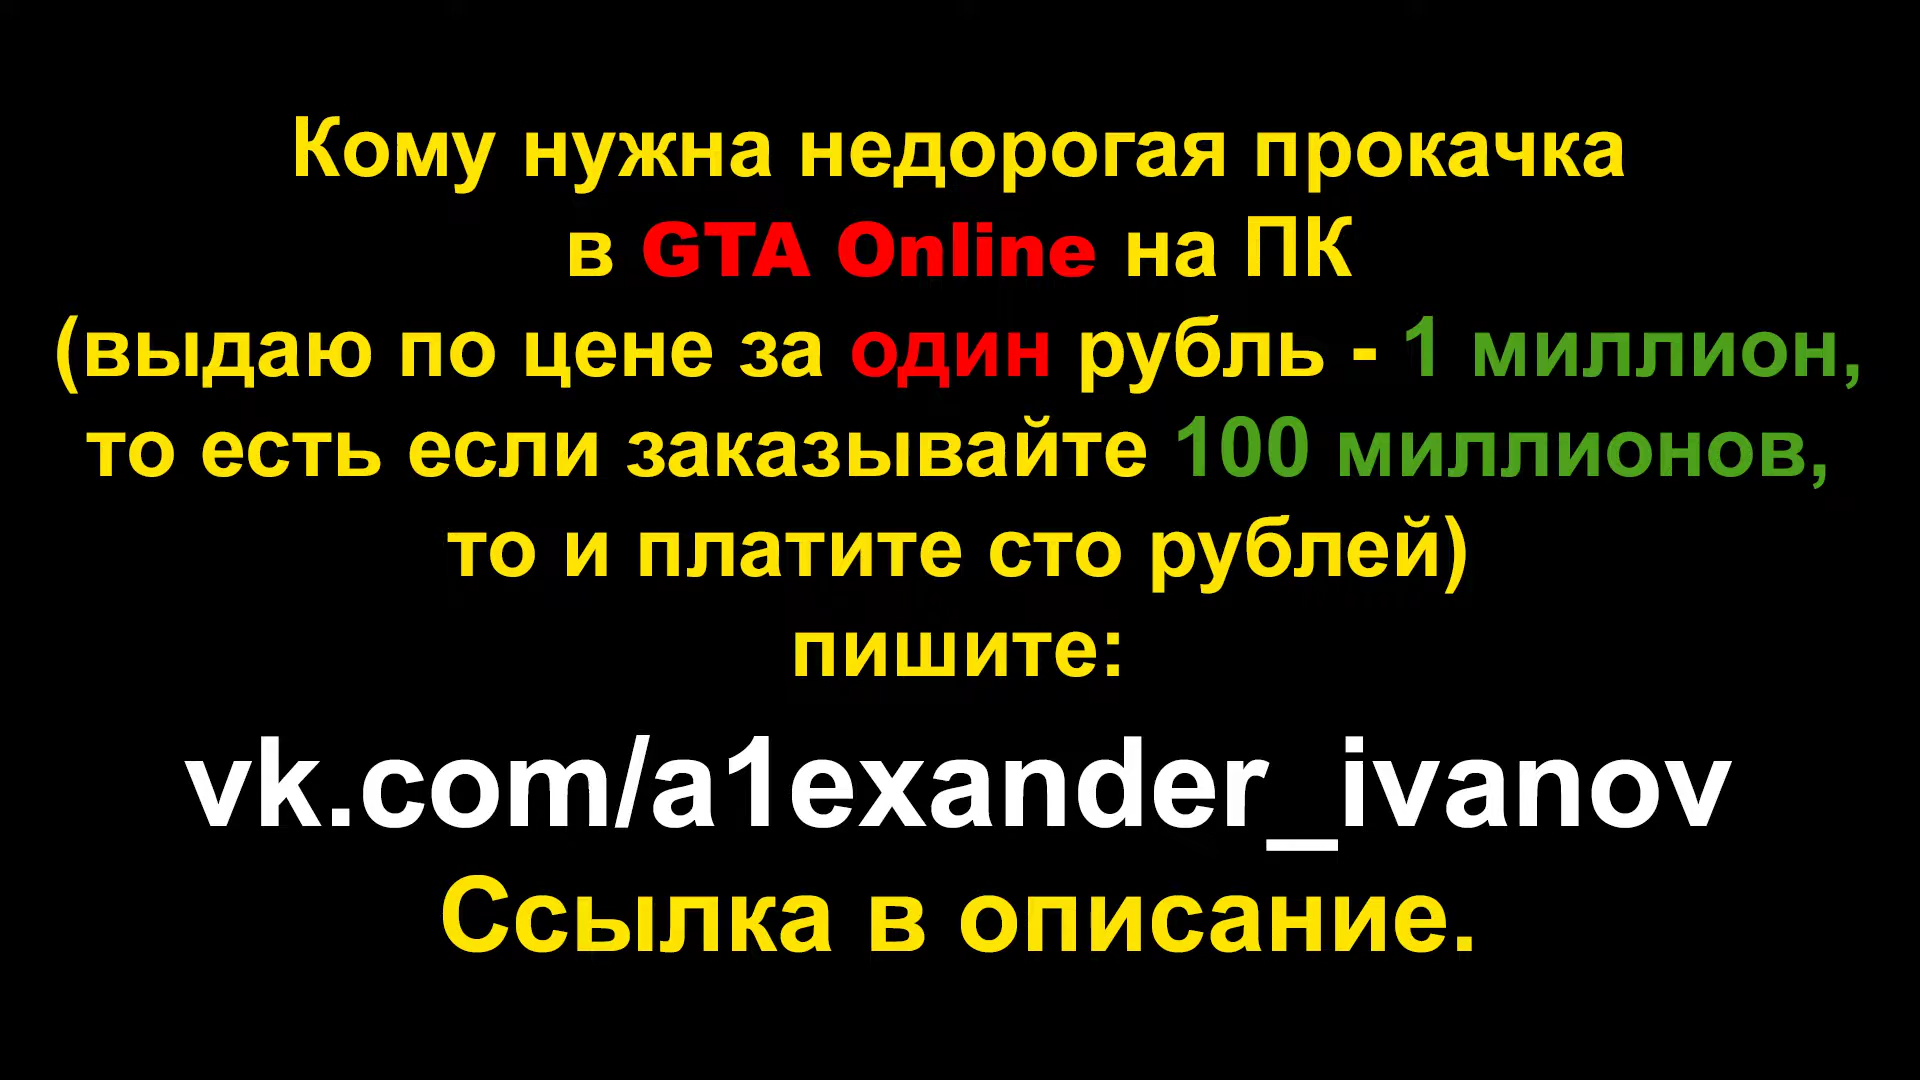 Кому нужна недорогая прокачка
в GTA Online на ПК
(выдаю по цене за один рубль - 1 миллион,
то есть если заказывайте 100 миллионов,
то и платите сто рублей)
пишите:
vk.com/a1exander_ivanov
Ссылка в описание.